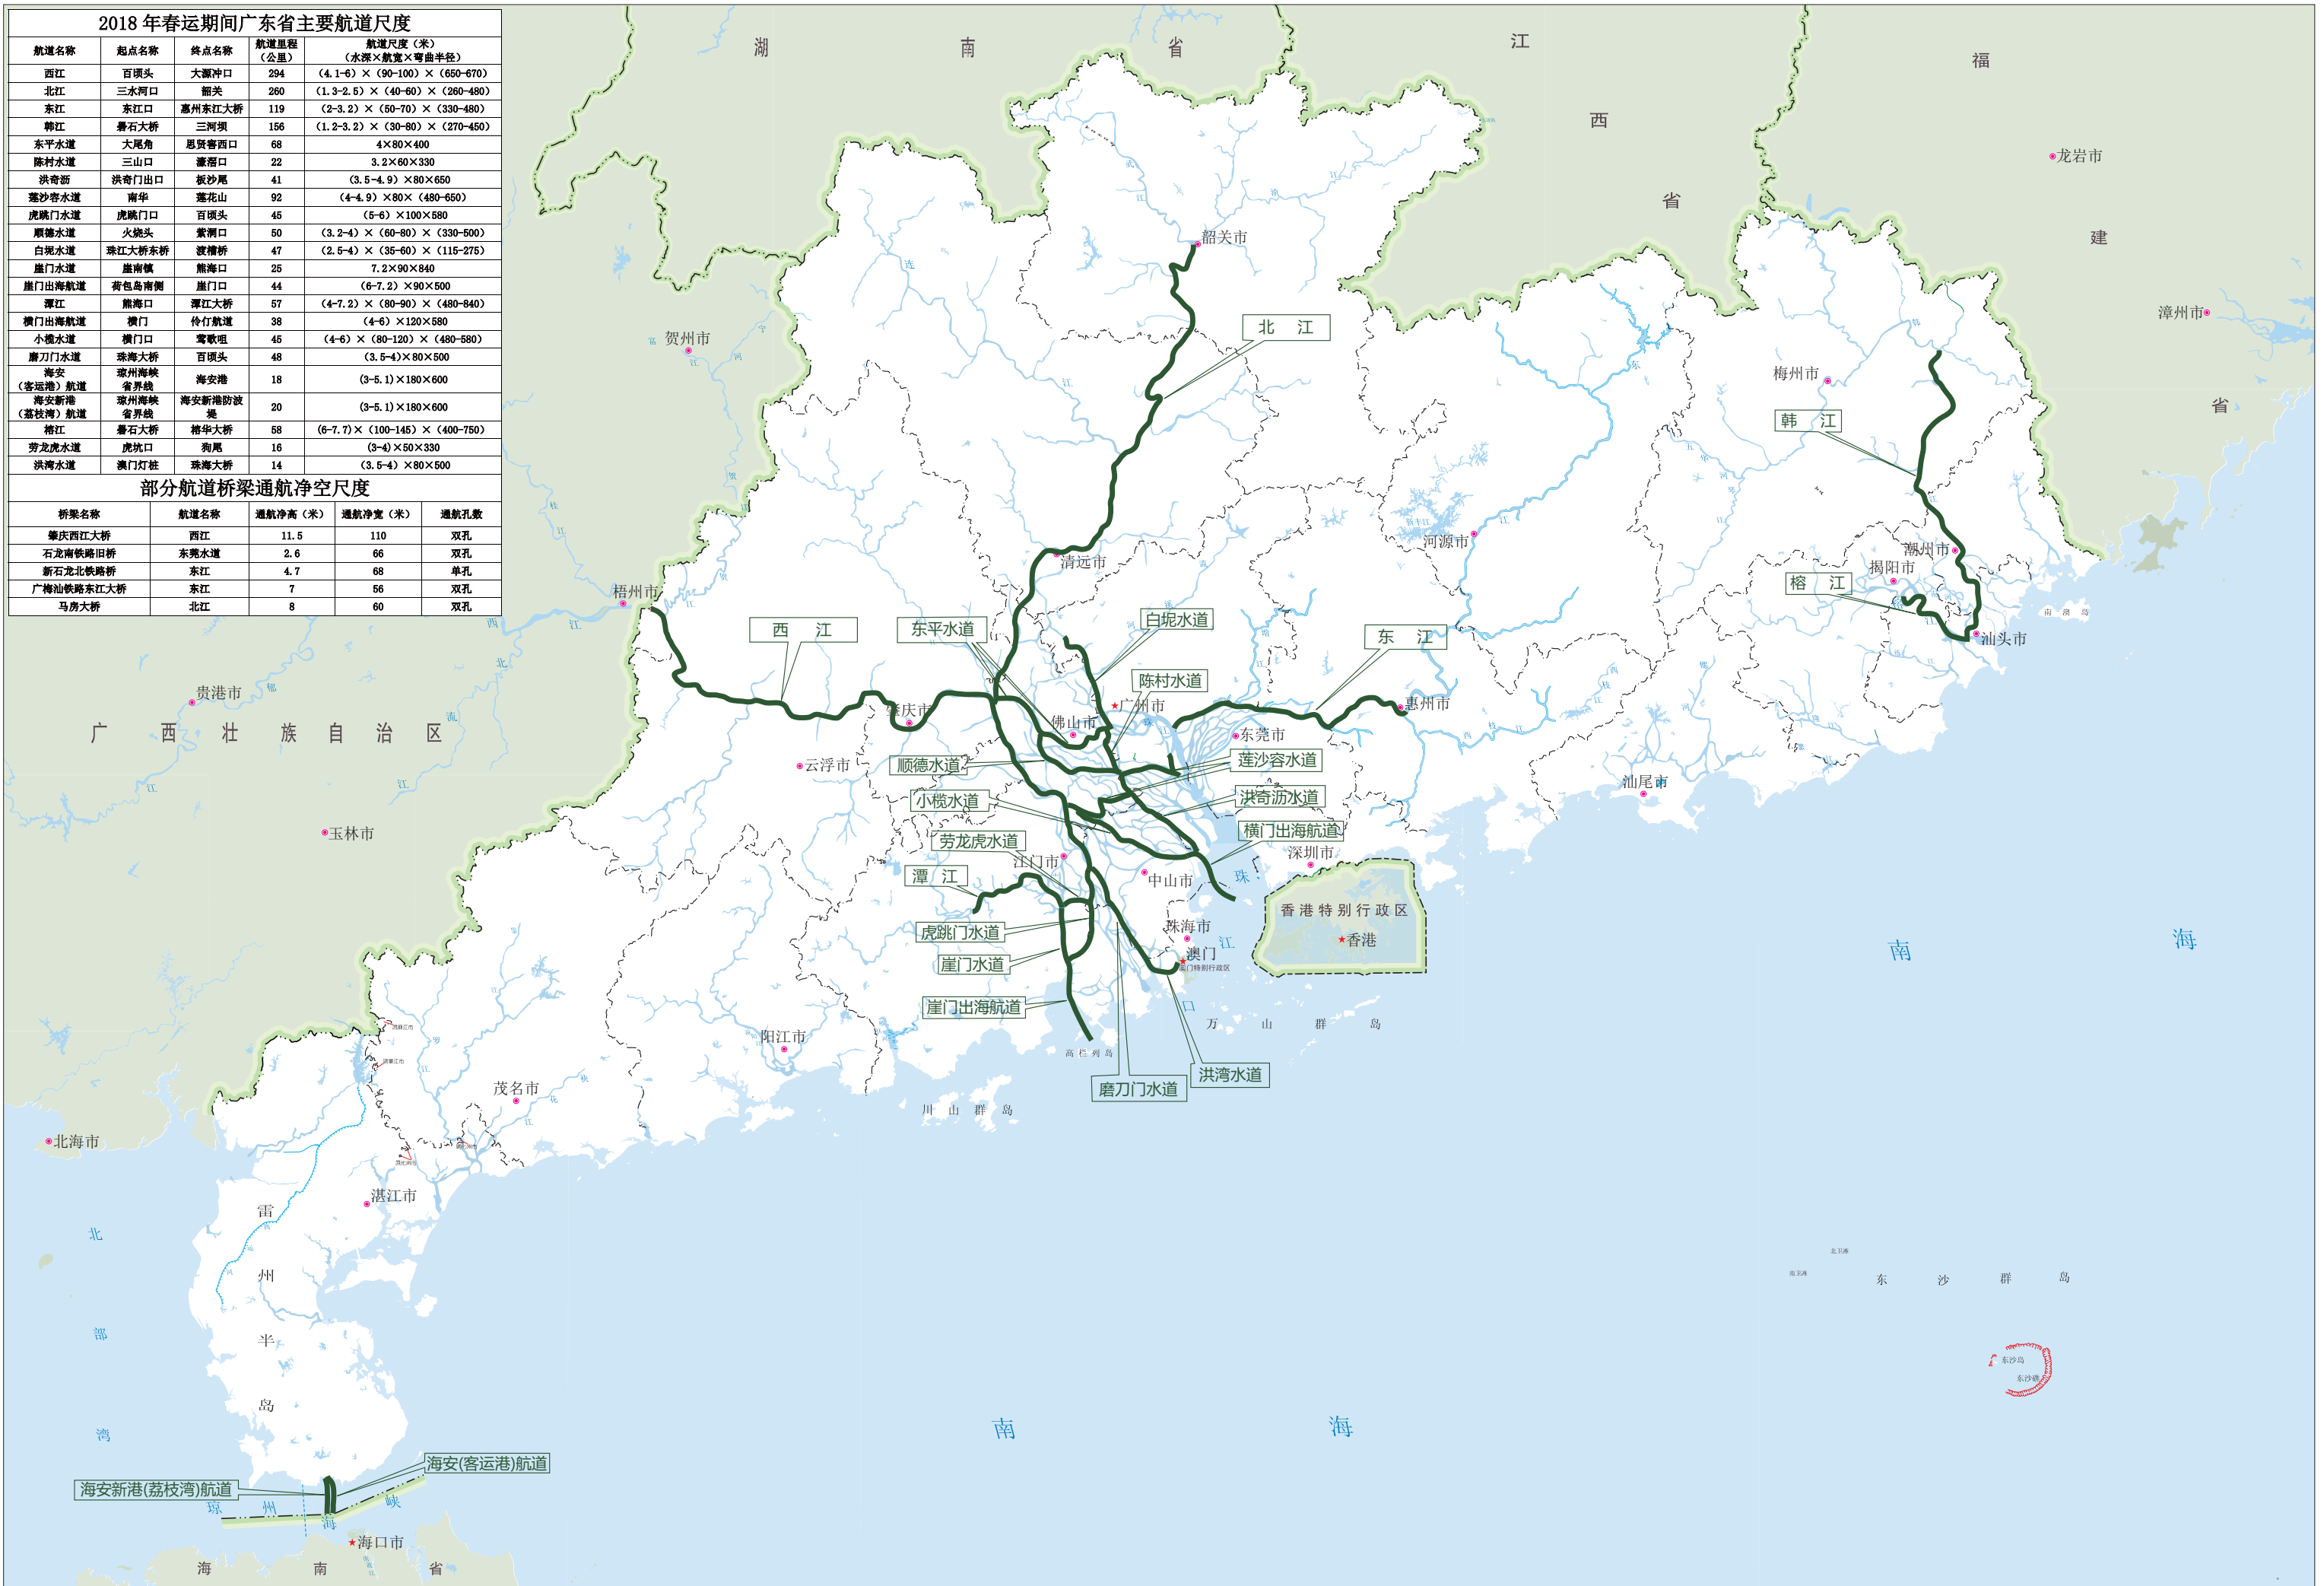 2018 年春运期间广东省主要航道尺度
航道名称 起点名称 终点名称 航道里程（公里） 航道尺度（米）（水深×航宽×弯曲半径）
西江 百顷头 大源冲口 294 （4.1-6）×（90-100）×（650-670）
北江 三水河口 韶关 260 （1.3-2.5）×（40-60）×（260-480）
东江 东江口 惠州东江大桥 119 （2-3.2）×（50-70）×（330-480）
韩江 礐石大桥 三河坝 156 （1.2-3.2）×（30-80）×（270-450）
东平水道 大尾角 思贤窖西口 68 4×80×400
陈村水道 三山口 濠滘口 22 3.2×60×330
洪奇沥 洪奇门出口 板沙尾 41 （3.5-4.9）×80×650
莲沙容水道 南华 莲花山 92 （4-4.9）×80×（480-650）
虎跳门水道 虎跳门口 百顷头 45 （5-6）×100×580
顺德水道 火烧头 紫洞口 50 （3.2-4）×（60-80）×（330-500）
白坭水道 珠江大桥东桥 渡槽桥 47 （2.5-4）×（35-60）×（115-275）
崖门水道 崖南镇 熊海口 25 7.2×90×840
崖门出海航道 荷包岛南侧 崖门口 44 （6-7.2）×90×500
潭江 熊海口 潭江大桥 57 （4-7.2）×（80-90）×（480-840）
横门出海航道 横门 伶仃航道 38 （4-6）×120×580
小榄水道 横门口 莺歌咀 45 （4-6）×（80-120）×（480-580）
磨刀门水道 珠海大桥 百顷头 48 （3.5-4)×80×500
海安（客运港）航道 琼州海峡省界线 海安港 18 (3-5.1)×180×600
海安新港（荔枝湾）航道 琼州海峡省界线 海安新港防波堤 20 (3-5.1)×180×600
榕江 礐石大桥 榕华大桥 58 (6-7.7)×（100-145）×（400-750）
劳龙虎水道 虎坑口 狗尾 16 (3-4)×50×330
洪湾水道 澳门灯桩 珠海大桥 14 （3.5-4）×80×500
部分航道桥梁通航净空尺度
桥梁名称 航道名称 通航净高（米） 通航净宽（米） 通航孔数
肇庆西江大桥 西江 11.5 110 双孔
石龙南铁路旧桥 东莞水道 2.6 66 双孔
新石龙北铁路桥 东江 4.7 68 单孔
广梅汕铁路东江大桥 东江 7 56 双孔
马房大桥 北江 8 60 双孔
湖 南 省
江 西 省
福 建 省
龙岩市
漳州市
韶关市
贺州市
梅州市
北 江
韩 江
清远市
河源市
新丰江
潮州市
揭阳市
榕 江
南 澳 岛
汕头市
梧州市
西 江
东平水道
白坭水道
东 江
陈村水道
贵港市
广 西 壮 族 自 治 区
肇庆市
广州市
佛山市
惠州市
东莞市
云浮市
顺德水道
莲沙容水道
汕尾市
小榄水道
洪奇沥水道
玉林市
横门出海航道
劳龙虎水道
江门市
深圳市
潭 江
中山市
香港特别行政区
香港
珠海市
虎跳门水道
澳门
澳门特别行政区
崖门水道
崖门出海航道
珠 江 口
万 山 群 岛
南 海
阳江市
高 栏 列 岛
磨刀门水道
洪湾水道
茂名市
川 山 群 岛
北海市
湛江市
雷 州 半 岛
北 部 湾
北卫滩
南卫滩
东 沙 群 岛
东沙岛
东沙礁
南 海
海安(客运港)航道
海安新港(荔枝湾)航道
琼 州 海 峡
海口市
海 南 省